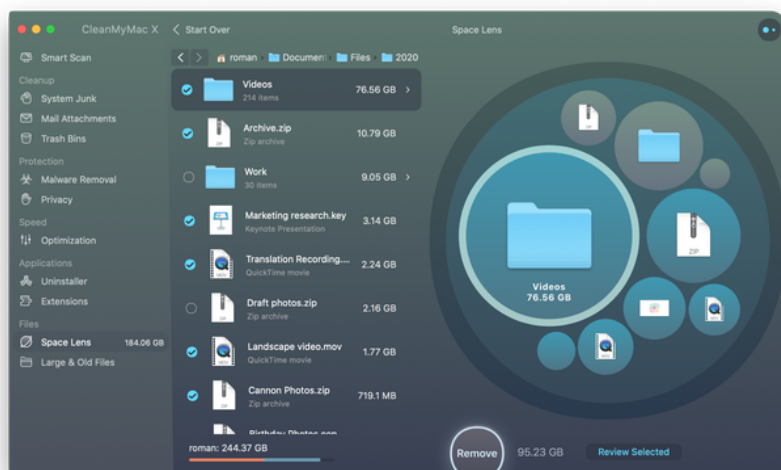 CleanMyMac X
Start Over
Space Lens
Smart Scan
Cleanup
System Junk
Mail Attachments
Trash Bins
Protection
Malware Removal
Privacy
Speed
Optimization
Applications
Uninstaller
Extensions
Files
Space Lens 184.06 GB
Large & Old Files
roman Document Files 2020
Videos
214 items
76.56 GB
Archive.zip
Zip archive
10.79 GB
Work
30 items
9.05 GB
Marketing research.key
Keynote Presentation
3.14 GB
Translation Recording....
QuickTime movie
2.24 GB
Draft photos.zip
Zip archive
2.16 GB
Landscape video.mov
QuickTime movie
1.77 GB
Cannon Photos.zip
Zip archive
719.1 MB
roman: 244.37 GB
ZIP
Videos
76.56 GB
Remove
95.23 GB
Review Selected